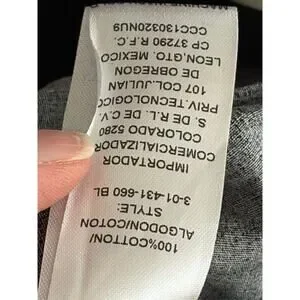 100%COTTON/
ALGODON/COTON
STYLE:
3-01-431-660 BL
IMPORTADOR
COMERCIALIZADOR
COLORADO 5280
S. DE R.L. DE C.V.
PRIV. TECNOLOGICO
107 COL. JULIAN
DE OBREGON
LEON, GTO. MEXICO
CP 37290 R.F.C.
CCC130320NU9